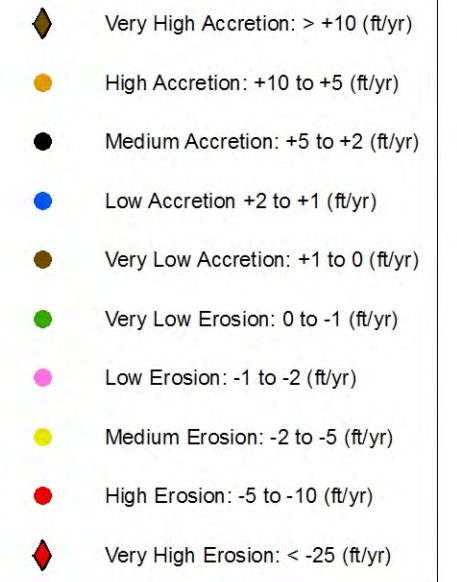 Very High Accretion: > +10 (ft/yr)
High Accretion: +10 to +5 (ft/yr)
Medium Accretion: +5 to +2 (ft/yr)
Low Accretion +2 to +1 (ft/yr)
Very Low Accretion: +1 to 0 (ft/yr)
Very Low Erosion: 0 to -1 (ft/yr)
Low Erosion: -1 to -2 (ft/yr)
Medium Erosion: -2 to -5 (ft/yr)
High Erosion: -5 to -10 (ft/yr)
Very High Erosion: < -25 (ft/yr)